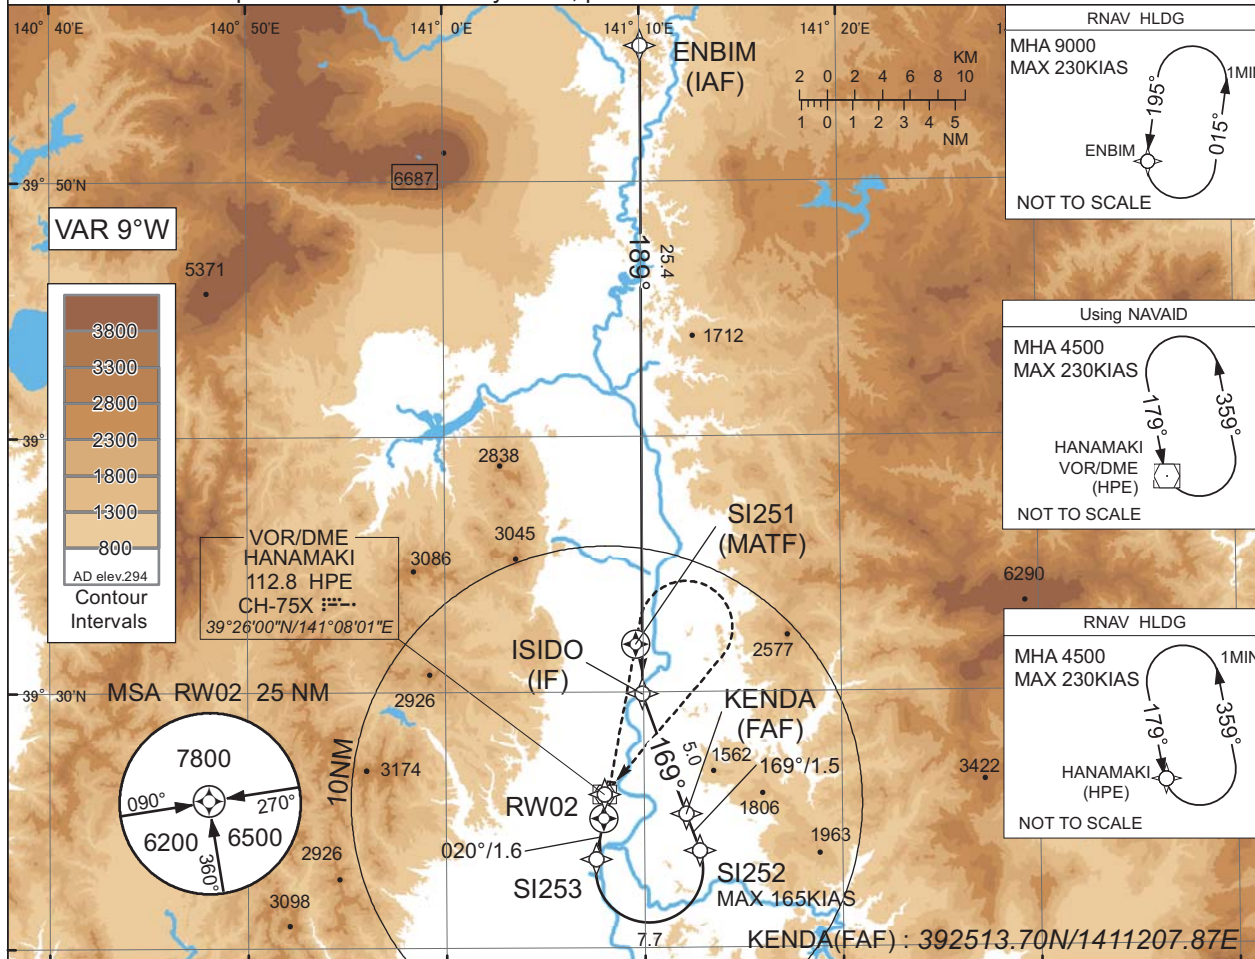 140° 40'E
140° 50'E
141° 0'E
141° 10'E
141° 20'E
ENBIM
(IAF)
KM
2 0 2 4 6 8 10
1 0 1 2 3 4 5
NM
RNAV HLDG
MHA 9000
MAX 230KIAS
1MIN
195°
015°
ENBIM
NOT TO SCALE
6687
39° 50'N
VAR 9°W
5371
189°
25.4
1712
3800
3300
2800
2300
1800
1300
800
AD elev.294
Contour
Intervals
Using NAVAID
MHA 4500
MAX 230KIAS
179°
359°
HANAMAKI
VOR/DME
(HPE)
NOT TO SCALE
39°
2838
3045
3086
VOR/DME
HANAMAKI
112.8 HPE
CH-75X
39°26'00"N/141°08'01"E
SI251
(MATF)
6290
2577
ISIDO
(IF)
RNAV HLDG
MHA 4500
MAX 230KIAS
1MIN
179°
359°
HANAMAKI
(HPE)
NOT TO SCALE
39° 30'N
MSA RW02 25 NM
7800
090°
270°
6200
6500
360°
2926
3174
10NM
KENDA
(FAF)
169°
5.0
1562
169°/1.5
1806
3422
1963
RW02
020°/1.6
SI253
SI252
MAX 165KIAS
2926
3098
7.7
KENDA(FAF) : 392513.70N/1411207.87E